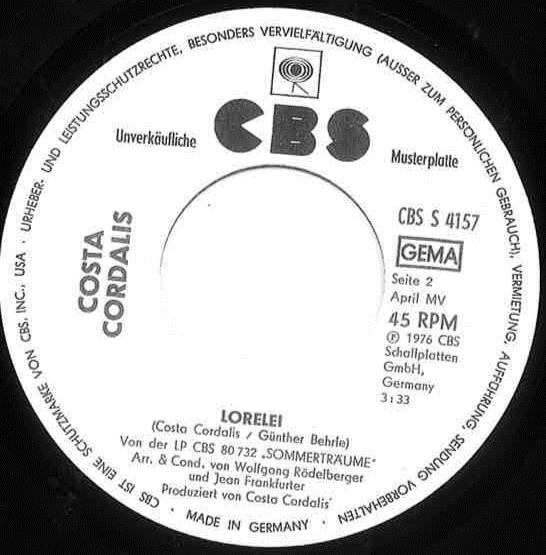 URHEBER- UND LEISTUNGSSCHUTZRECHTE, BESONDERS VERVIELFÄLTIGUNG (AUSSER ZUM PERSÖNLICHEN GEBRAUCH), VERMIETUNG, AUFFÜHRUNG, SENDUNG VORBEHALTEN
CBS
Unverkäufliche
Musterplatte
COSTA
CORDALIS
CBS S 4157
GEMA
Seite 2
April MV
45 RPM
Ⓟ 1976 CBS
Schallplatten
GmbH,
Germany
3:33
LORELEI
(Costa Cordalis / Günther Behrle)
Von der LP CBS 80 732 „SOMMERTRÄUME"
Arr. & Cond. von Wolfgang Rödelberger
und Jean Frankfurter
Produziert von Costa Cordalis
· CBS IST EINE SCHUTZMARKE VON CBS, INC., USA ·
· MADE IN GERMANY ·